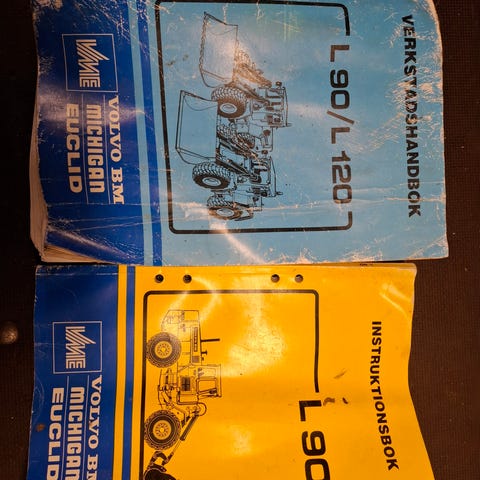 VERKSTADSHANDBOK
L 90/L 120
VME
VOLVO BM
MICHIGAN
EUCLID
INSTRUKTIONSBOK
L 90
VME
VOLVO BM
MICHIGAN
EUCLID